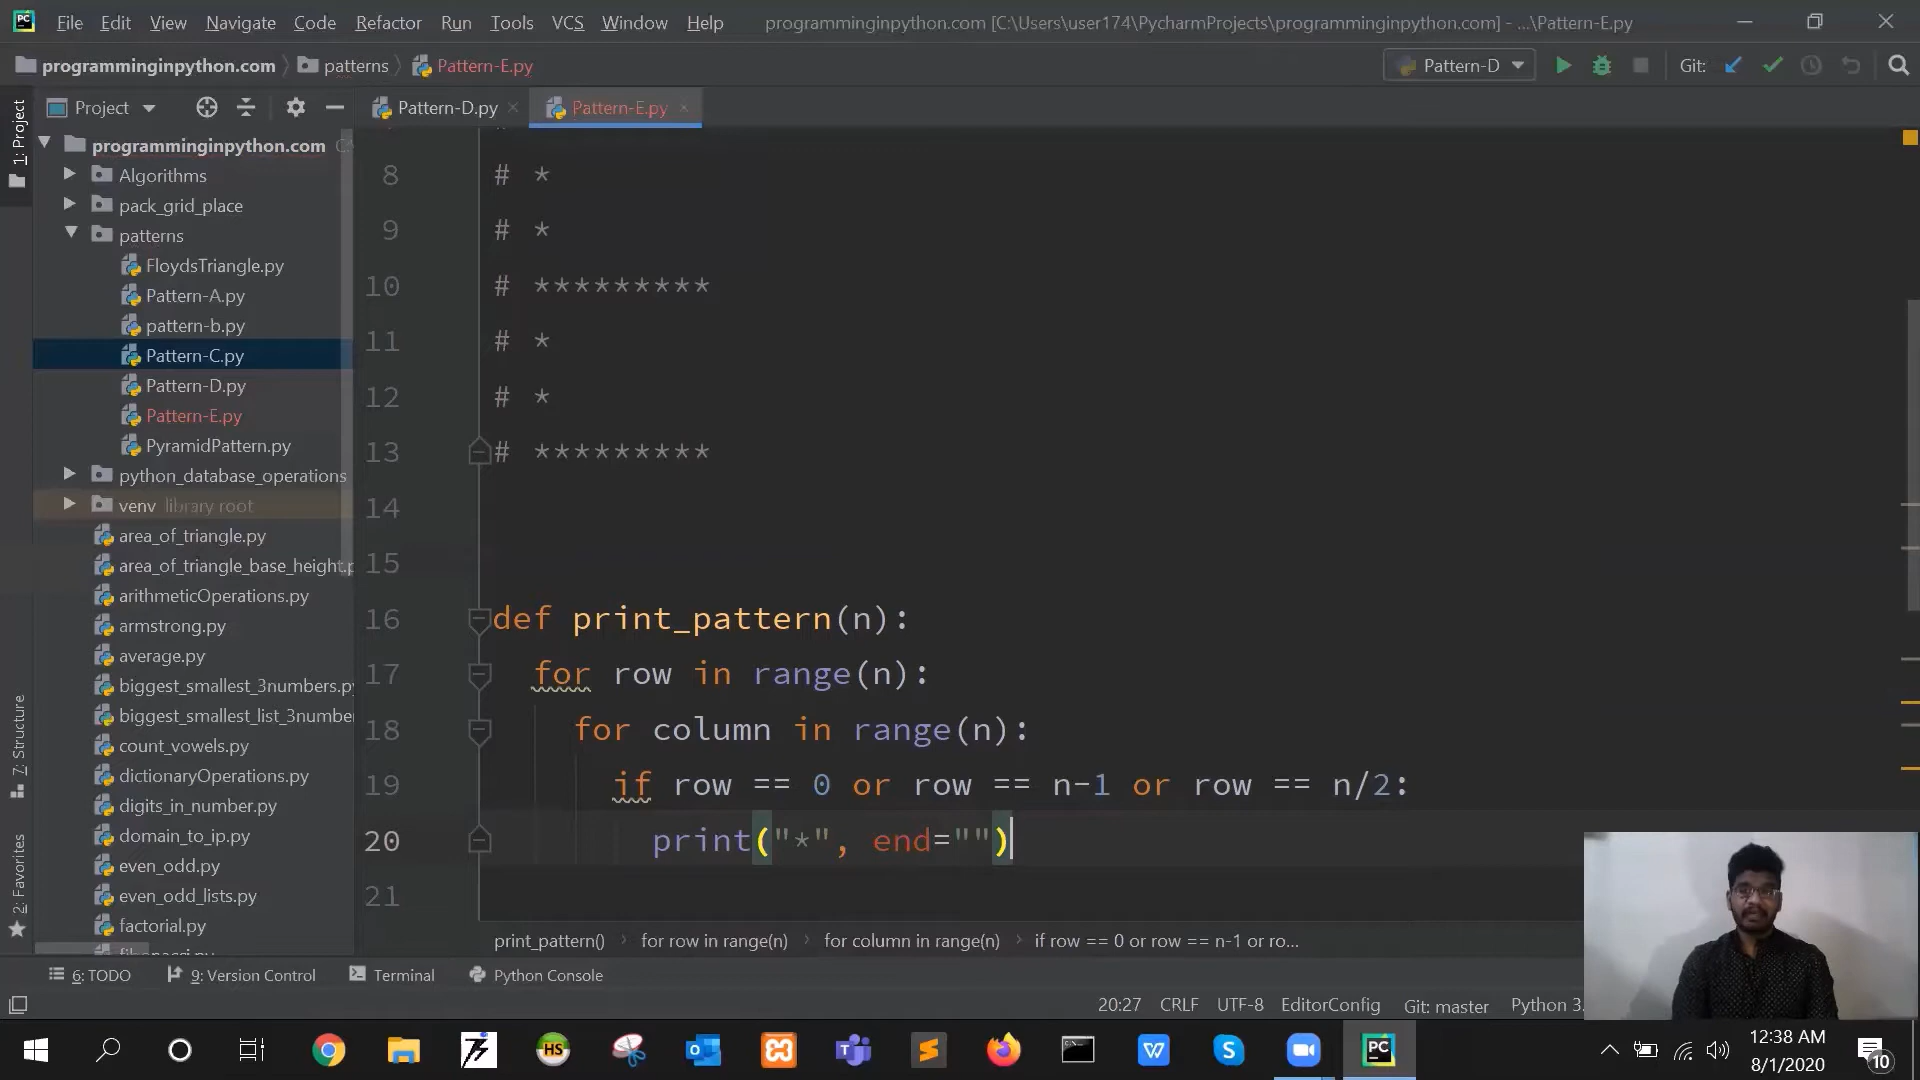 File Edit View Navigate Code Refactor Run Tools VCS Window Help programminginpython.com [C:\Users\user174\PycharmProjects\programminginpython.com] - ...\Pattern-E.py
programminginpython.com patterns Pattern-E.py Pattern-D Git:
1: Project
Project
Pattern-D.py
Pattern-E.py
programminginpython.com
Algorithms
pack_grid_place
patterns
FloydsTriangle.py
Pattern-A.py
pattern-b.py
Pattern-C.py
Pattern-D.py
Pattern-E.py
PyramidPattern.py
python_database_operations
venv library root
area_of_triangle.py
area_of_triangle_base_height.p
arithmeticOperations.py
armstrong.py
average.py
biggest_smallest_3numbers.py
biggest_smallest_list_3number
count_vowels.py
dictionaryOperations.py
digits_in_number.py
domain_to_ip.py
even_odd.py
even_odd_lists.py
factorial.py
7: Structure
2: Favorites
8 # *
9 # *
10 # *********
11 # *
12 # *
13 # *********
14
15
16 def print_pattern(n):
17 for row in range(n):
18 for column in range(n):
19 if row == 0 or row == n-1 or row == n/2:
20 print("*", end="")
21
print_pattern() for row in range(n) for column in range(n) if row == 0 or row == n-1 or ro...
6: TODO 9: Version Control Terminal Python Console
20:27 CRLF UTF-8 EditorConfig Git: master Python 3.
HS
PC
12:38 AM
8/1/2020
10